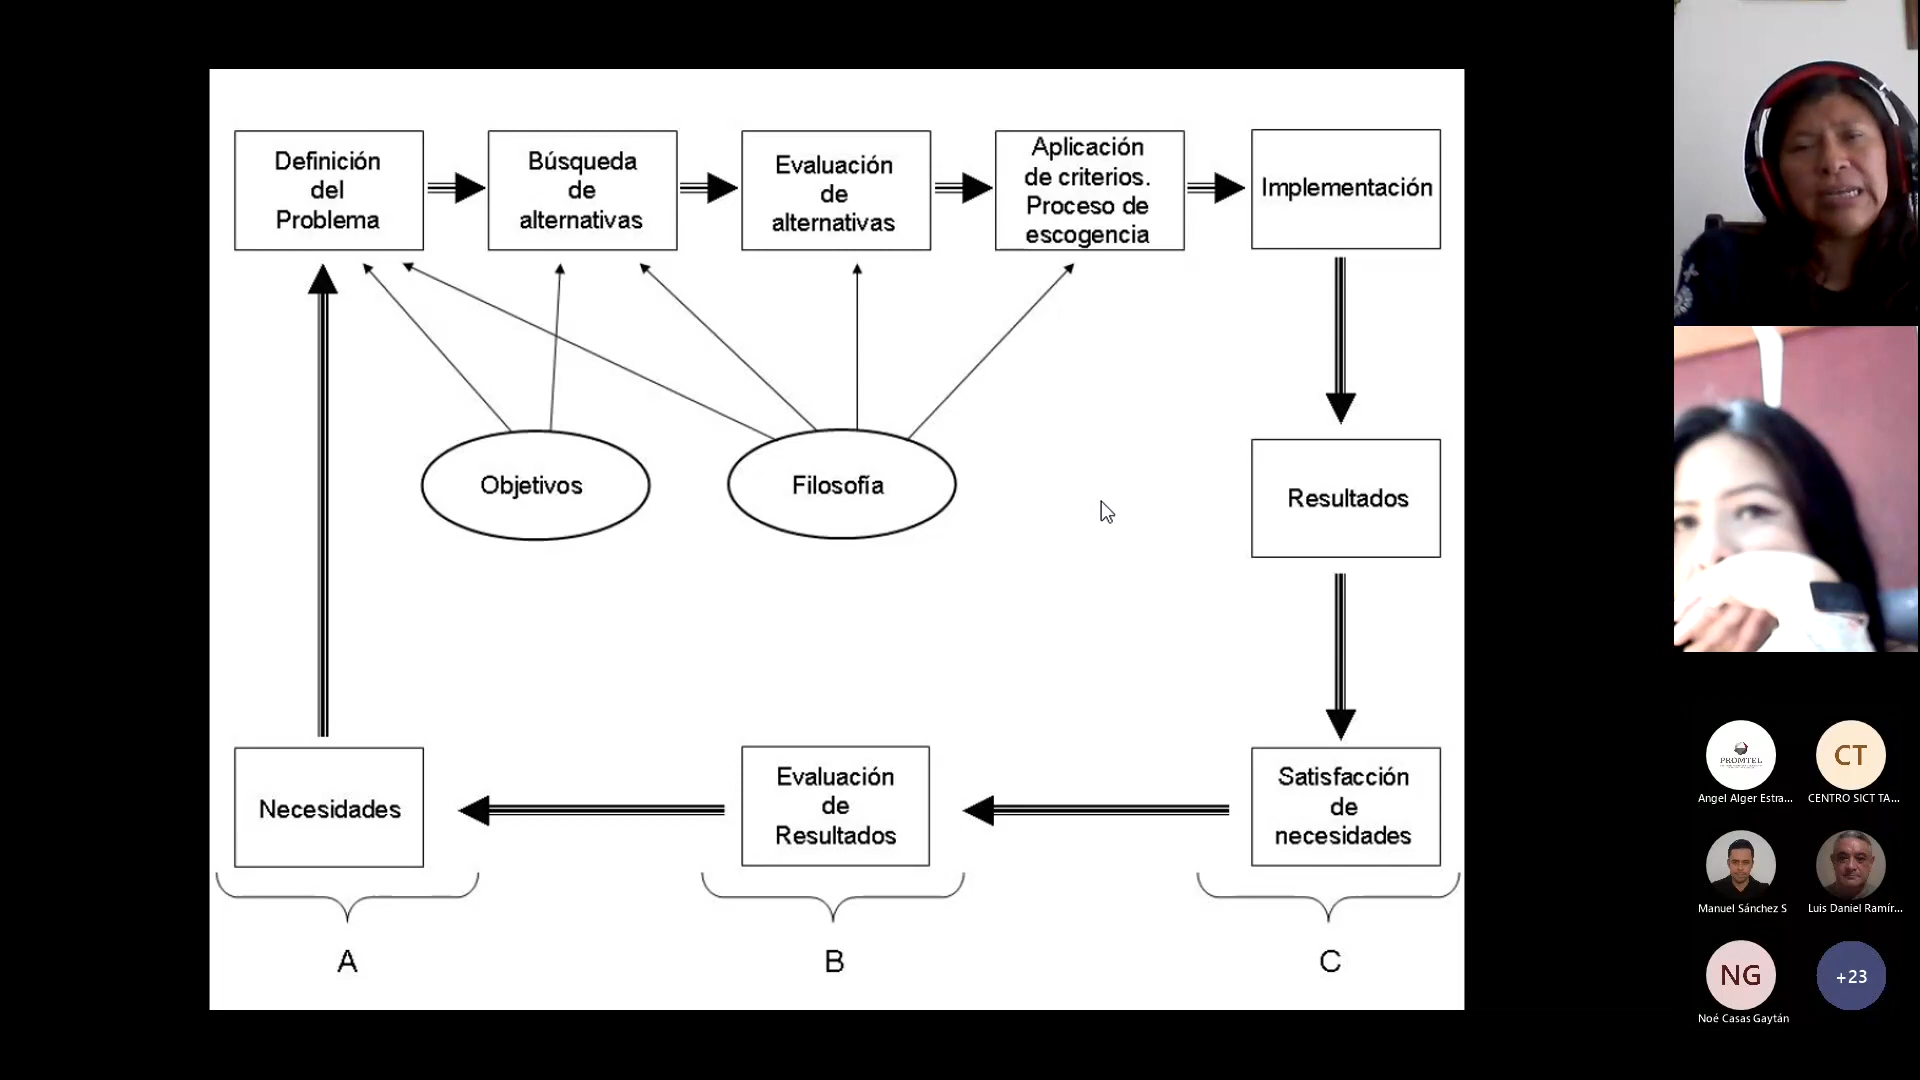 Definición
del
Problema
Búsqueda
de
alternativas
Evaluación
de
alternativas
Aplicación
de criterios.
Proceso de
escogencia
Implementación
Objetivos
Filosofía
Resultados
Necesidades
Evaluación
de
Resultados
Satisfacción
de
necesidades
A
B
C
PROMTEL
Angel Alger Estra...
CT
CENTRO SICT TA...
Manuel Sánchez S
Luis Daniel Ramír...
NG
Noé Casas Gaytán
+23